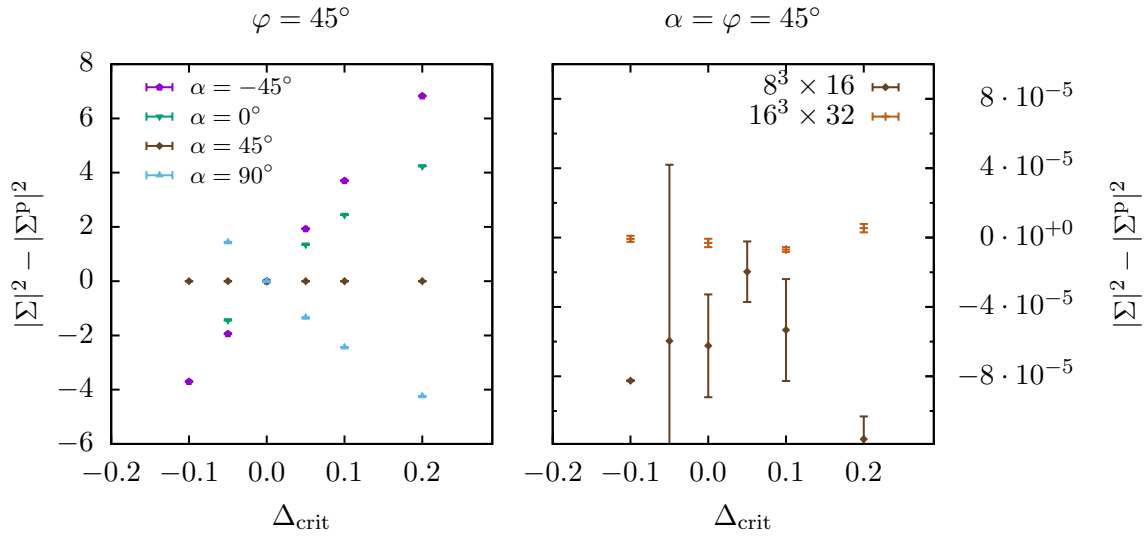 φ = 45°
8
6
4
2
0
−2
−4
−6
|Σ|² − |Σᵖ|²
α = −45°
α = 0°
α = 45°
α = 90°
−0.2 −0.1 0.0 0.1 0.2
Δcrit
α = φ = 45°
8³ × 16
16³ × 32
8 · 10⁻⁵
4 · 10⁻⁵
0 · 10⁺⁰
−4 · 10⁻⁵
−8 · 10⁻⁵
|Σ|² − |Σᵖ|²
−0.2 −0.1 0.0 0.1 0.2
Δcrit